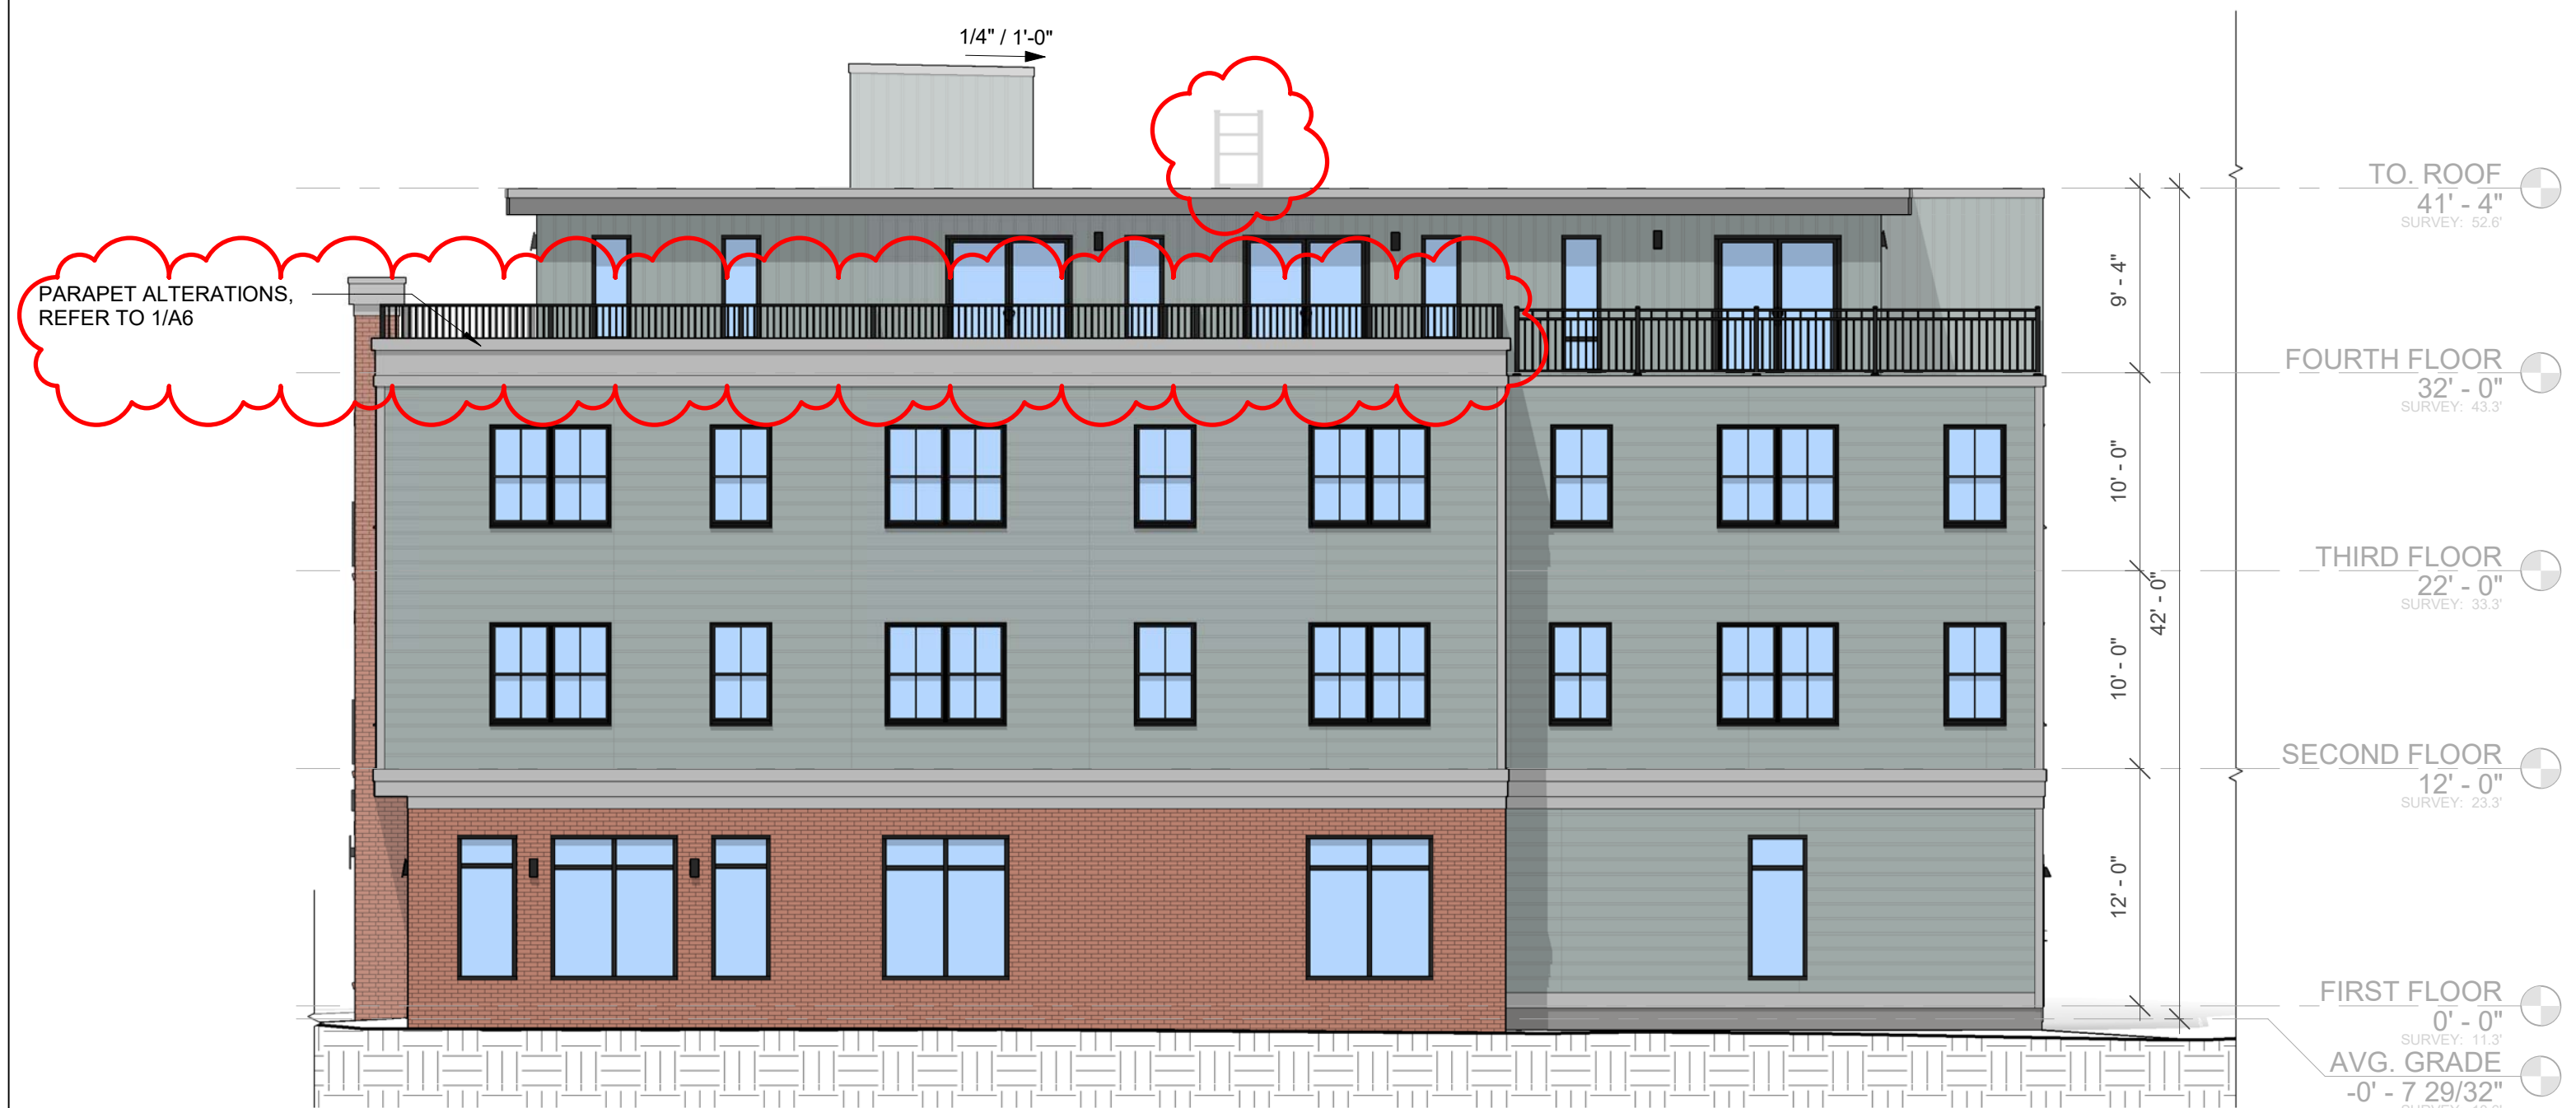 1/4" / 1'-0"
PARAPET ALTERATIONS,
REFER TO 1/A6
TO. ROOF
41' - 4"
SURVEY: 52.6'
9' - 4"
FOURTH FLOOR
32' - 0"
SURVEY: 43.3'
10' - 0"
THIRD FLOOR
22' - 0"
SURVEY: 33.3'
42' - 0"
10' - 0"
SECOND FLOOR
12' - 0"
SURVEY: 23.3'
12' - 0"
FIRST FLOOR
0' - 0"
SURVEY: 11.3'
AVG. GRADE
-0' - 7 29/32"